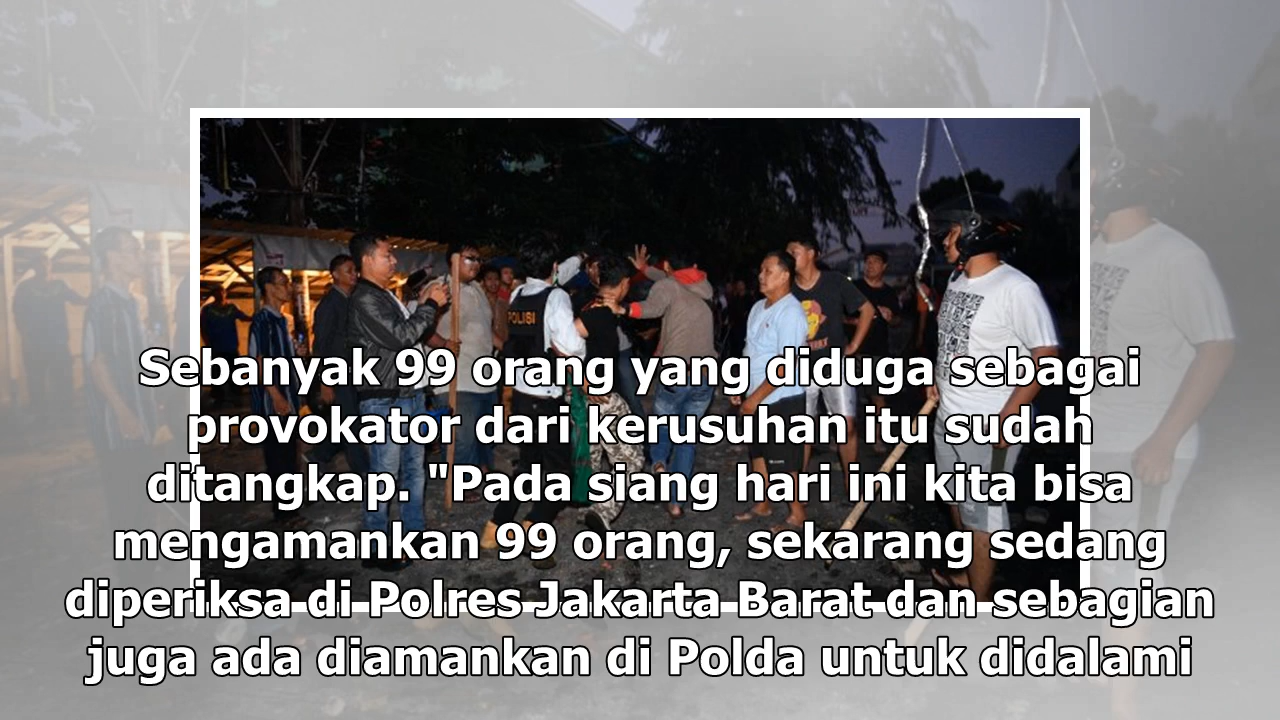 POLISI
Sebanyak 99 orang yang diduga sebagai
provokator dari kerusuhan itu sudah
ditangkap. "Pada siang hari ini kita bisa
mengamankan 99 orang, sekarang sedang
diperiksa di Polres Jakarta Barat dan sebagian
juga ada diamankan di Polda untuk didalami